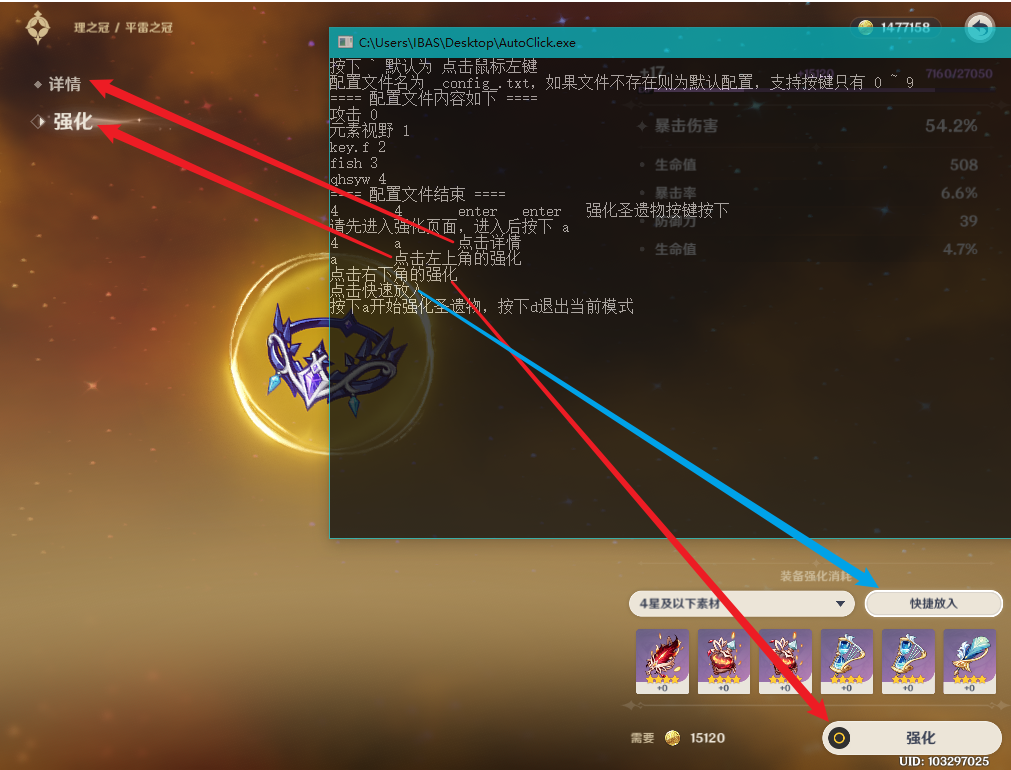 理之冠 / 平雷之冠
1477158
详情
强化
C:\Users\IBAS\Desktop\AutoClick.exe
按下 ` 默认为 点击鼠标左键
配置文件名为 _config_.txt, 如果文件不存在则为默认配置, 支持按键只有 0 ~ 9
==== 配置文件内容如下 ====
攻击 0
元素视野 1
key.f 2
fish 3
qhsyw 4
==== 配置文件结束 ====
4 4 enter enter 强化圣遗物按键按下
请先进入强化页面, 进入后按下 a
4 a 点击详情
a 点击左上角的强化
点击右下角的强化
点击快速放入
按下a开始强化圣遗物, 按下d退出当前模式
+17
15120
7160/27050
暴击伤害 54.2%
生命值 508
暴击率 6.6%
防御力 39
生命值 4.7%
装备强化消耗
4星及以下素材
快捷放入
+0 +0 +0 +0 +0 +0
需要 15120
强化
UID: 103297025